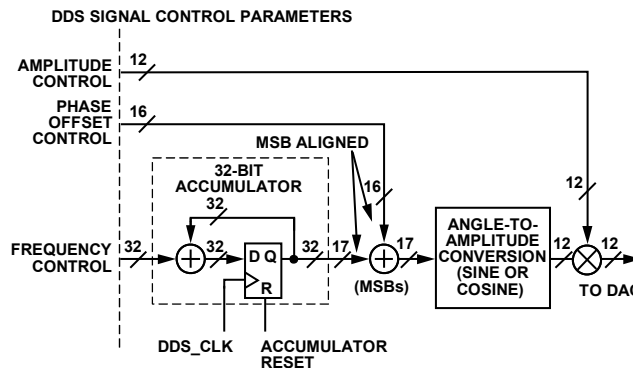 DDS SIGNAL CONTROL PARAMETERS
AMPLITUDE
CONTROL
12
PHASE
OFFSET
CONTROL
16
MSB ALIGNED
32-BIT
ACCUMULATOR
16
12
32
FREQUENCY
CONTROL
32
32
D Q
R
32
17
(MSBs)
17
ANGLE-TO-
AMPLITUDE
CONVERSION
(SINE OR
COSINE)
12
12
TO DAC
DDS_CLK
ACCUMULATOR
RESET